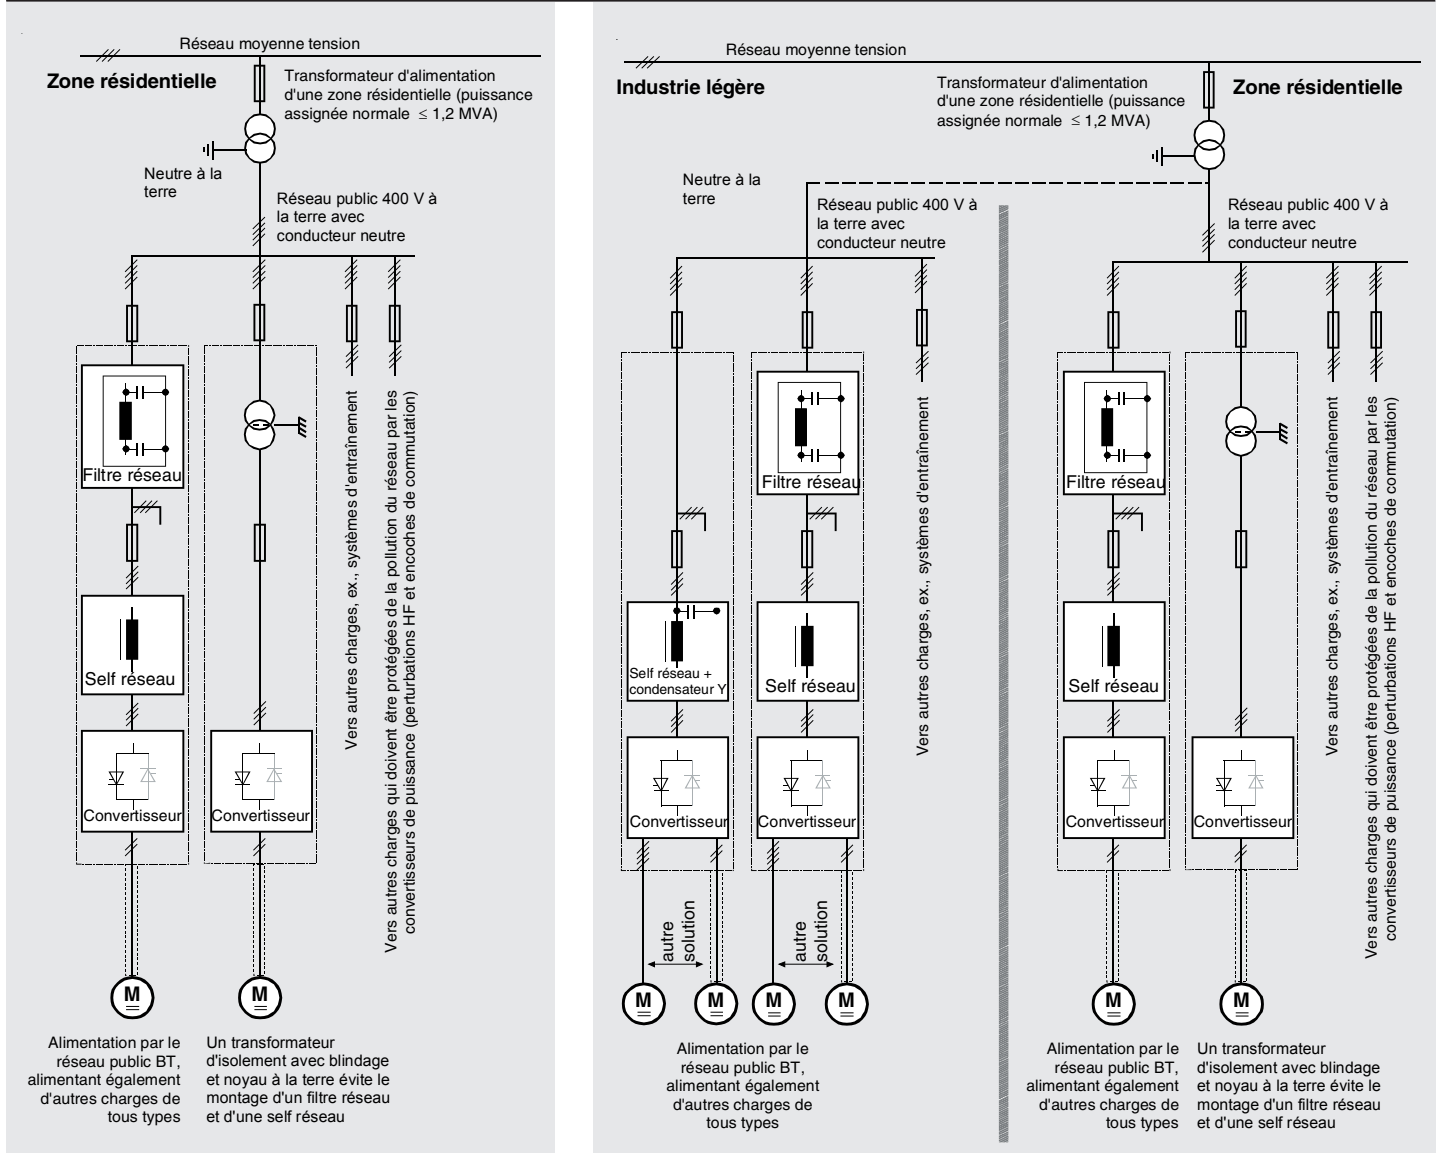 Réseau moyenne tension
Zone résidentielle
Transformateur d'alimentation
d'une zone résidentielle (puissance
assignée normale ≤ 1,2 MVA)
Neutre à la
terre
Réseau public 400 V à
la terre avec
conducteur neutre
Filtre réseau
Self réseau
Convertisseur
Convertisseur
Vers autres charges, ex., systèmes d'entraînement
Vers autres charges qui doivent être protégées de la pollution du réseau par les
convertisseurs de puissance (perturbations HF et encoches de commutation)
M
M
Alimentation par le
réseau public BT,
alimentant également
d'autres charges de
tous types
Un transformateur
d'isolement avec blindage
et noyau à la terre évite le
montage d'un filtre réseau
et d'une self réseau
Réseau moyenne tension
Industrie légère
Transformateur d'alimentation
d'une zone résidentielle (puissance
assignée normale ≤ 1,2 MVA)
Zone résidentielle
Neutre à la
terre
Réseau public 400 V à
la terre avec
conducteur neutre
Réseau public 400 V à
la terre avec
conducteur neutre
Filtre réseau
Self réseau +
condensateur Y
Self réseau
Convertisseur
Convertisseur
Vers autres charges, ex., systèmes d'entraînement
autre
solution
autre
solution
M
M
M
M
Alimentation par le
réseau public BT,
alimentant également
d'autres charges de
tous types
Filtre réseau
Self réseau
Convertisseur
Convertisseur
Vers autres charges, ex., systèmes d'entraînement
Vers autres charges qui doivent être protégées de la pollution du réseau par les
convertisseurs de puissance (perturbations HF et encoches de commutation)
M
M
Alimentation par le
réseau public BT,
alimentant également
d'autres charges de
tous types
Un transformateur
d'isolement avec blindage
et noyau à la terre évite le
montage d'un filtre réseau
et d'une self réseau